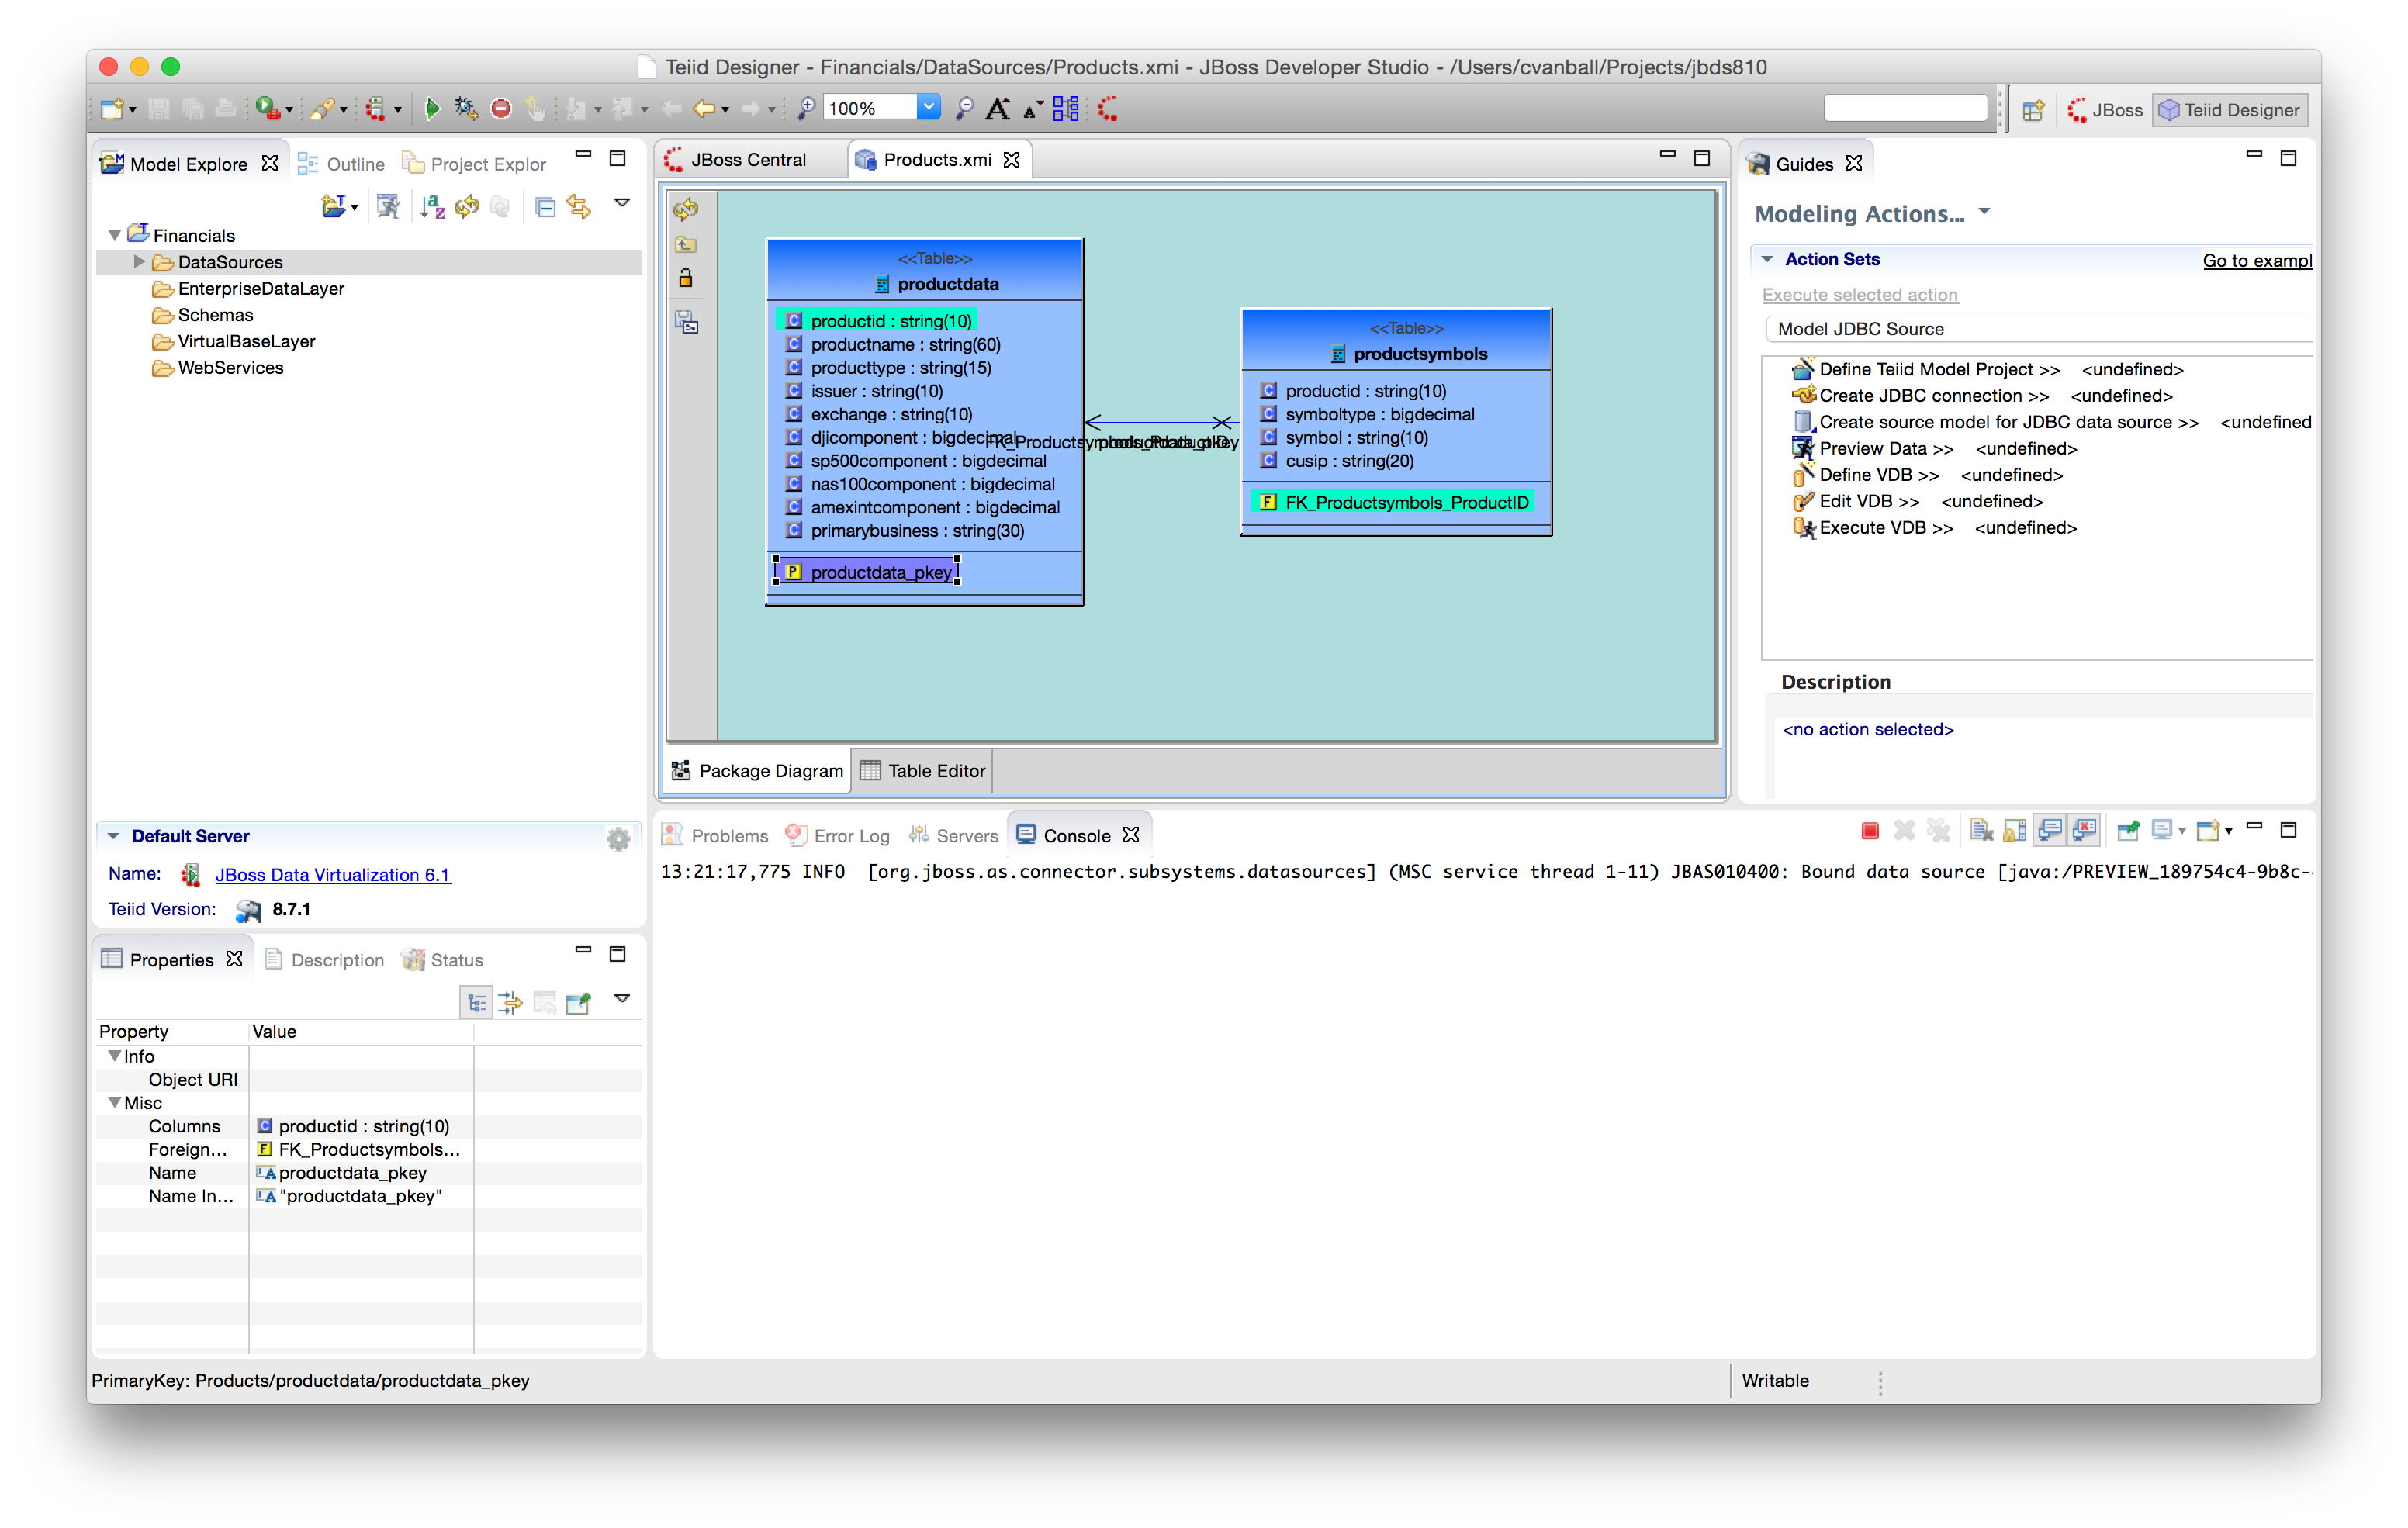 Teiid Designer - Financials/DataSources/Products.xmi - JBoss Developer Studio - /Users/cvanball/Projects/jbds810
100%
JBoss
Teiid Designer
Model Explore
Outline
Project Explor
Financials
DataSources
EnterpriseDataLayer
Schemas
VirtualBaseLayer
WebServices
JBoss Central
Products.xmi
<<Table>>
productdata
productid : string(10)
productname : string(60)
producttype : string(15)
issuer : string(10)
exchange : string(10)
djicomponent : bigdecimal
sp500component : bigdecimal
nas100component : bigdecimal
amexintcomponent : bigdecimal
primarybusiness : string(30)
productdata_pkey
<<Table>>
productsymbols
productid : string(10)
symboltype : bigdecimal
symbol : string(10)
cusip : string(20)
FK_Productsymbols_ProductID
Package Diagram
Table Editor
Guides
Modeling Actions...
Action Sets
Go to exampl
Execute selected action
Model JDBC Source
Define Teiid Model Project >> <undefined>
Create JDBC connection >> <undefined>
Create source model for JDBC data source >> <undefined
Preview Data >> <undefined>
Define VDB >> <undefined>
Edit VDB >> <undefined>
Execute VDB >> <undefined>
Description
<no action selected>
Default Server
Name: JBoss Data Virtualization 6.1
Teiid Version: 8.7.1
Problems
Error Log
Servers
Console
13:21:17,775 INFO [org.jboss.as.connector.subsystems.datasources] (MSC service thread 1-11) JBAS010400: Bound data source [java:/PREVIEW_189754c4-9b8c-
Properties
Description
Status
Property Value
Info
Object URI
Misc
Columns productid : string(10)
Foreign... FK_Productsymbols...
Name productdata_pkey
Name In... "productdata_pkey"
PrimaryKey: Products/productdata/productdata_pkey
Writable